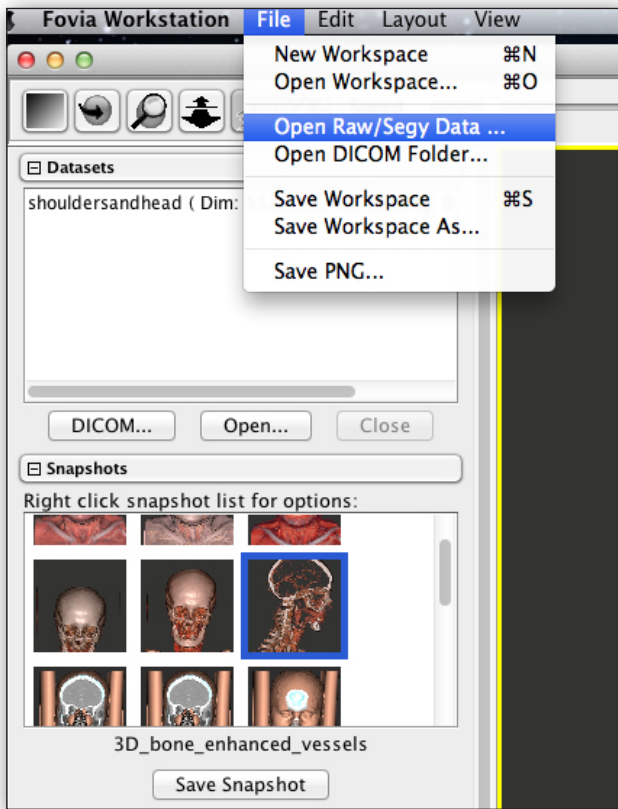 Fovia Workstation File Edit Layout View
New Workspace ⌘N
Open Workspace... ⌘O
Open Raw/Segy Data ...
Open DICOM Folder...
Save Workspace ⌘S
Save Workspace As...
Save PNG...
Datasets
shouldersandhead ( Dim:
DICOM... Open... Close
Snapshots
Right click snapshot list for options:
3D_bone_enhanced_vessels
Save Snapshot